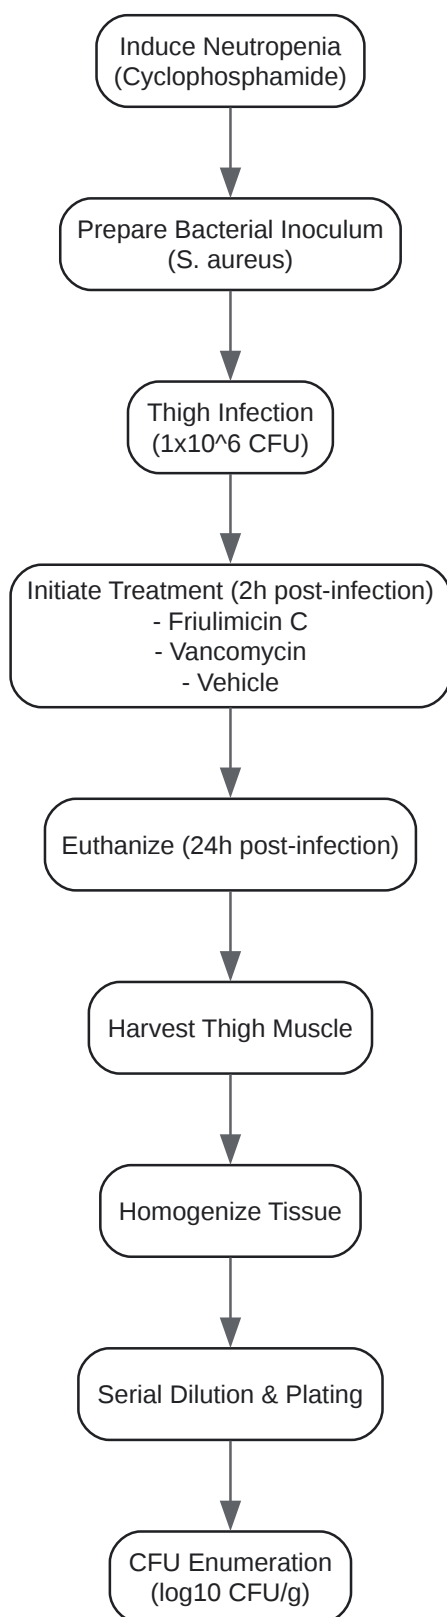 Induce Neutropenia
(Cyclophosphamide)
Prepare Bacterial Inoculum
(S. aureus)
Thigh Infection
(1x10^6 CFU)
Initiate Treatment (2h post-infection)
- Friulimicin C
- Vancomycin
- Vehicle
Euthanize (24h post-infection)
Harvest Thigh Muscle
Homogenize Tissue
Serial Dilution & Plating
CFU Enumeration
(log10 CFU/g)